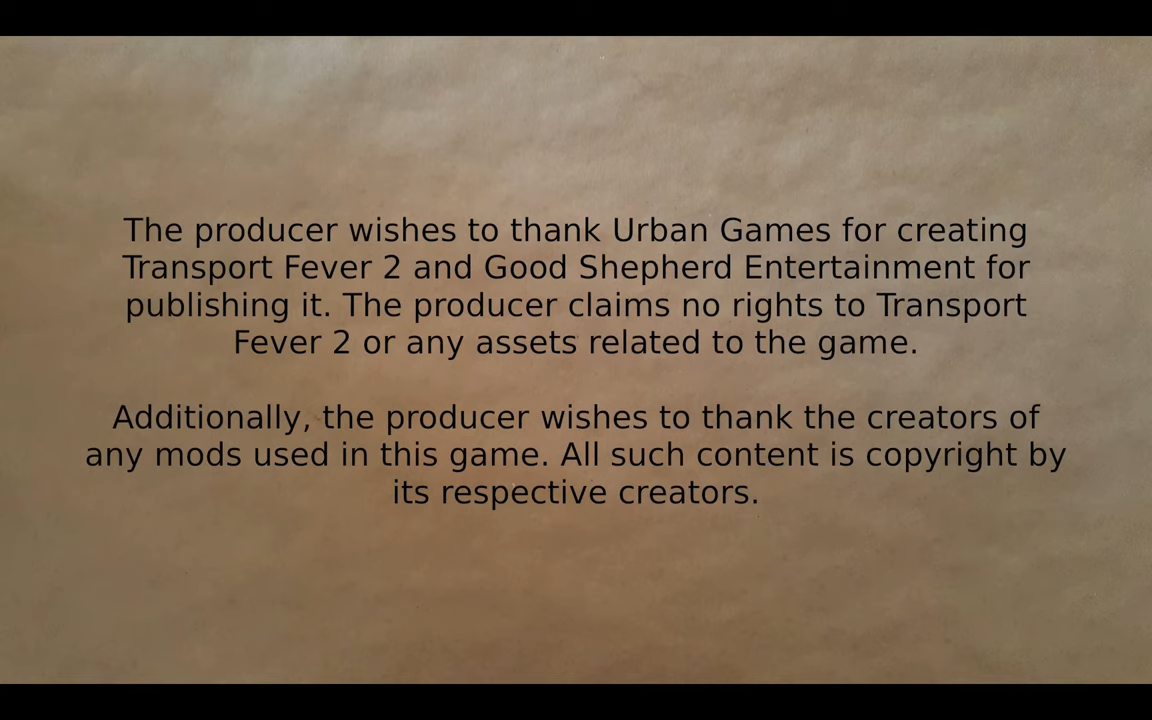 The producer wishes to thank Urban Games for creating
Transport Fever 2 and Good Shepherd Entertainment for
publishing it. The producer claims no rights to Transport
Fever 2 or any assets related to the game.
Additionally, the producer wishes to thank the creators of
any mods used in this game. All such content is copyright by
its respective creators.